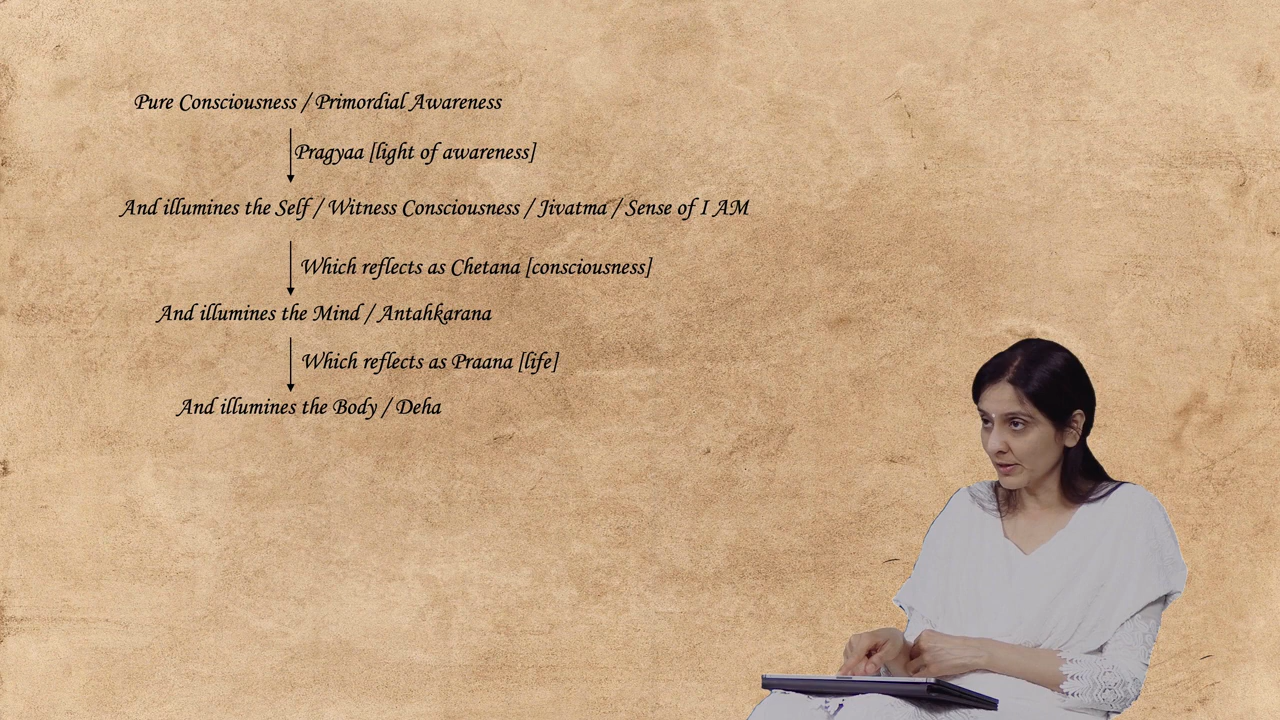 Pure Consciousness / Primordial Awareness
Pragyaa [light of awareness]
And illumines the Self / Witness Consciousness / Jivatma / Sense of I AM
Which reflects as Chetana [consciousness]
And illumines the Mind / Antahkarana
Which reflects as Praana [life]
And illumines the Body / Deha